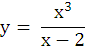 y = x³ / (x − 2)